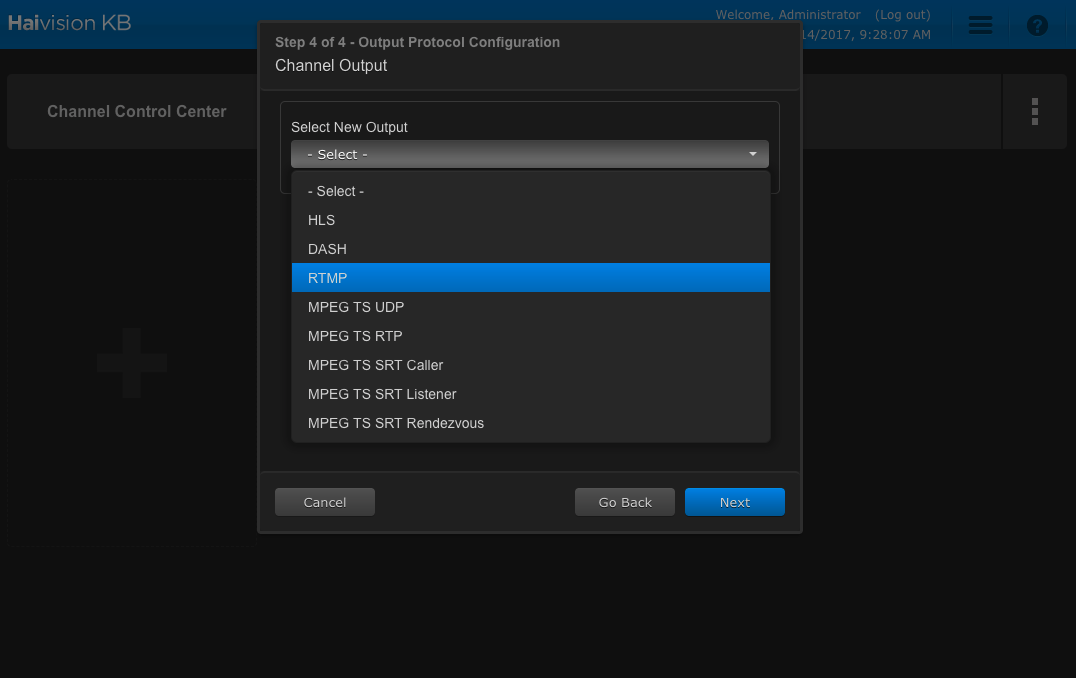 Haivision KB
Welcome, Administrator (Log out)
14/2017, 9:28:07 AM
?
Step 4 of 4 - Output Protocol Configuration
Channel Output
Channel Control Center
Select New Output
- Select -
- Select -
HLS
DASH
RTMP
MPEG TS UDP
MPEG TS RTP
MPEG TS SRT Caller
MPEG TS SRT Listener
MPEG TS SRT Rendezvous
Cancel
Go Back
Next